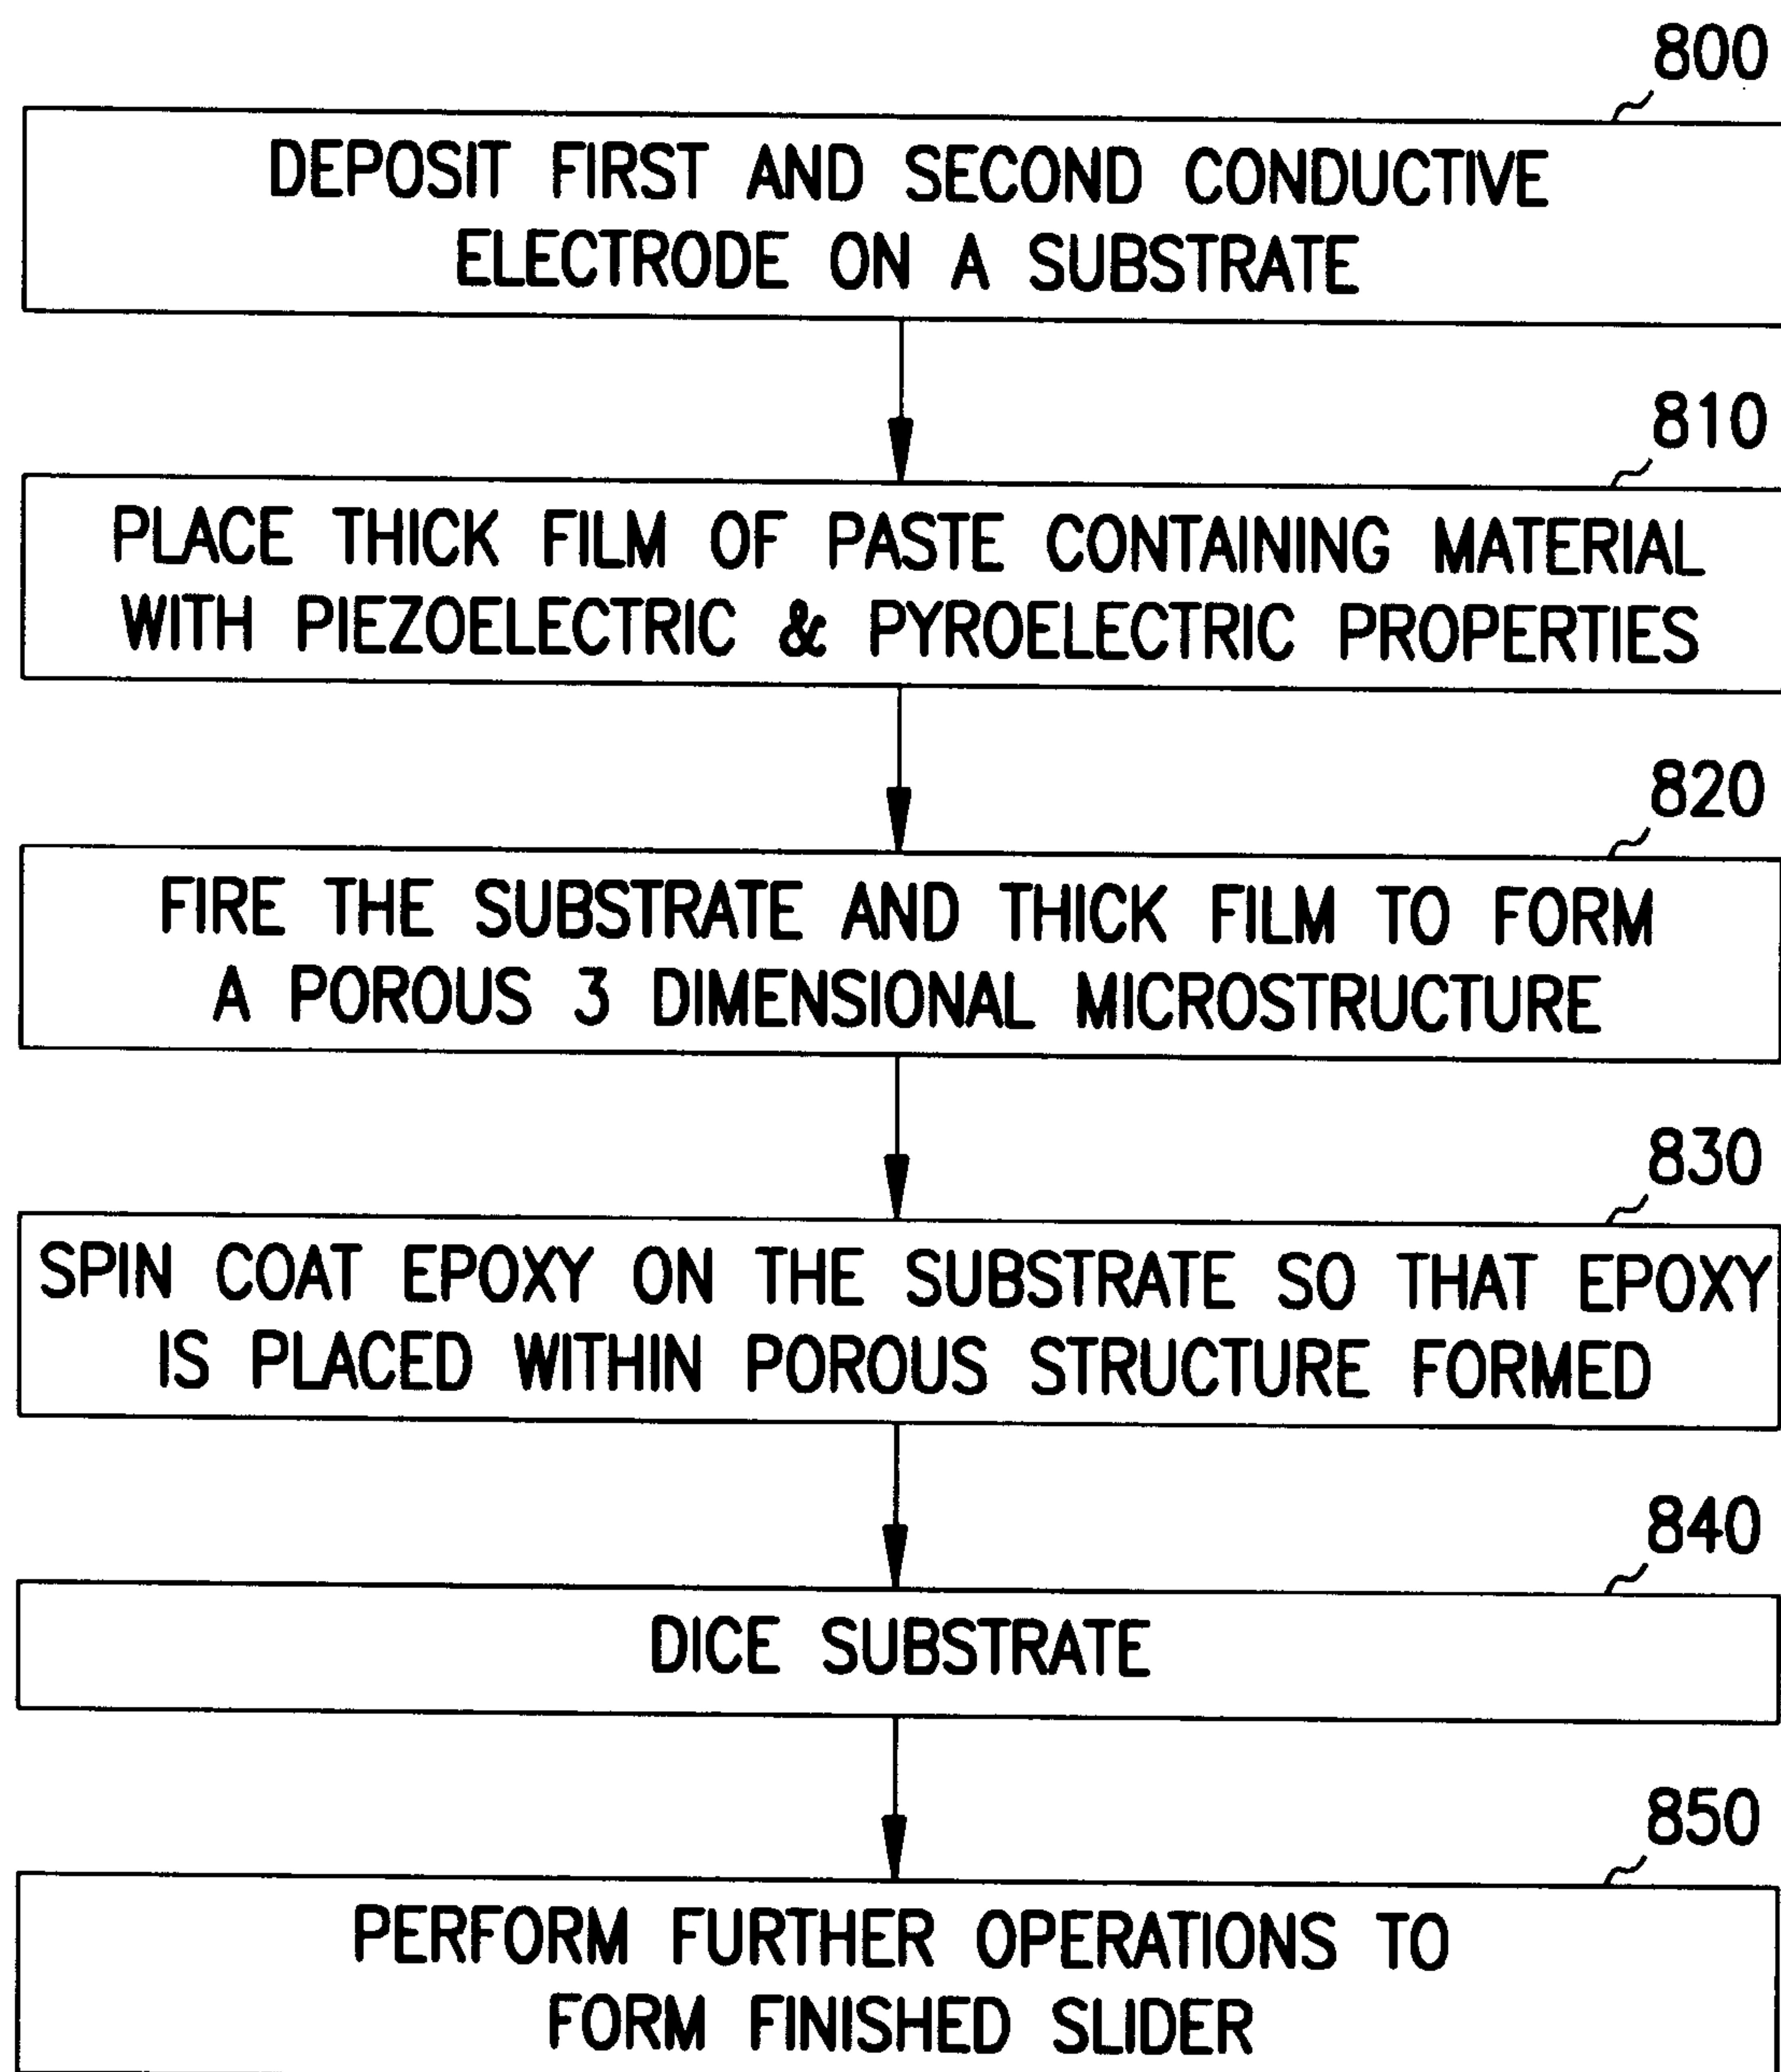 800
DEPOSIT FIRST AND SECOND CONDUCTIVE
ELECTRODE ON A SUBSTRATE
810
PLACE THICK FILM OF PASTE CONTAINING MATERIAL
WITH PIEZOELECTRIC & PYROELECTRIC PROPERTIES
820
FIRE THE SUBSTRATE AND THICK FILM TO FORM
A POROUS 3 DIMENSIONAL MICROSTRUCTURE
830
SPIN COAT EPOXY ON THE SUBSTRATE SO THAT EPOXY
IS PLACED WITHIN POROUS STRUCTURE FORMED
840
DICE SUBSTRATE
850
PERFORM FURTHER OPERATIONS TO
FORM FINISHED SLIDER